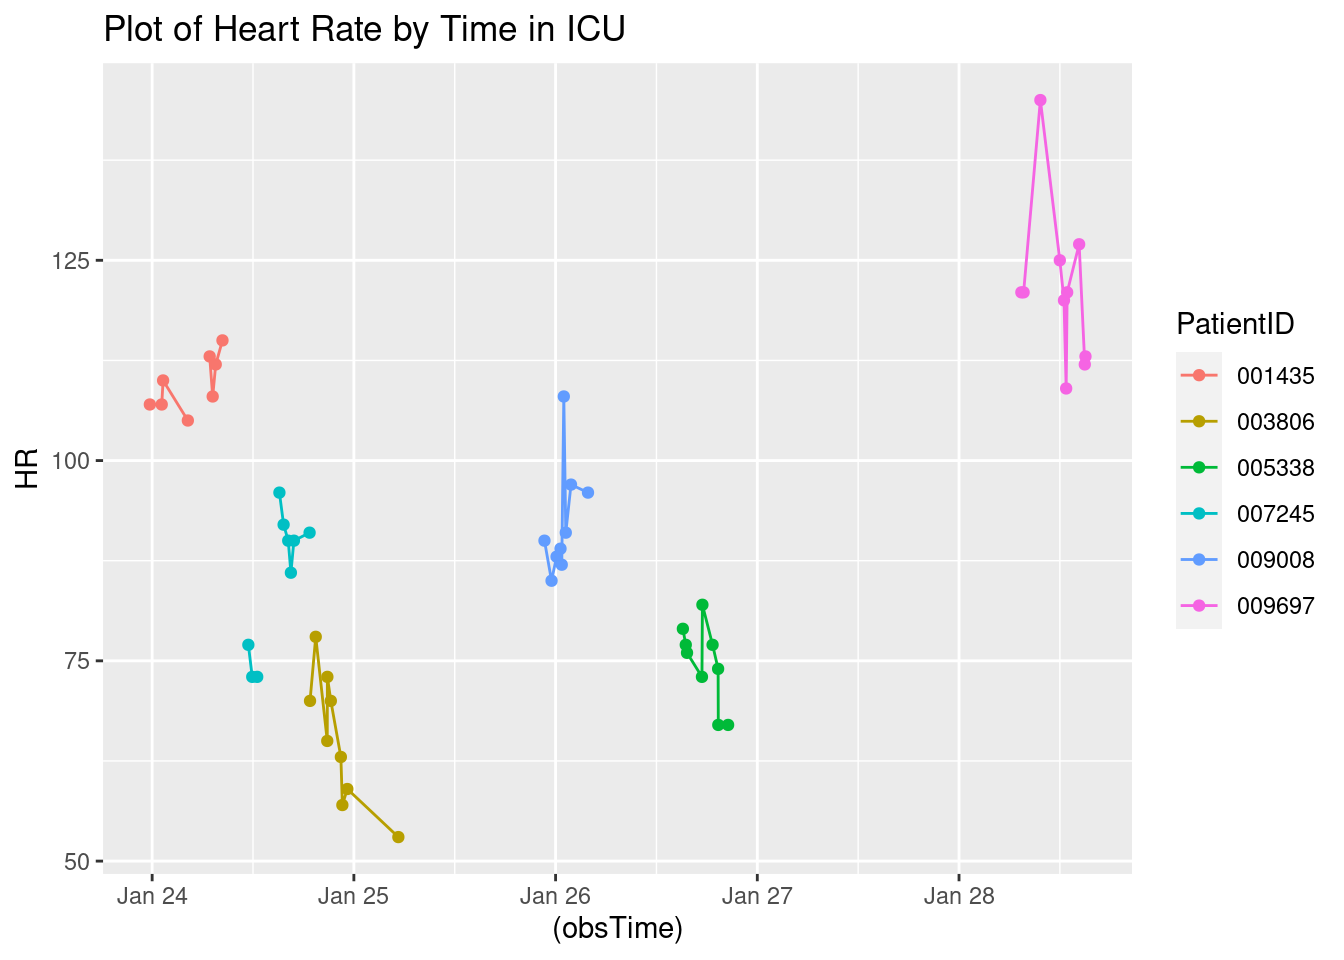 Plot of Heart Rate by Time in ICU
HR
125
100
75
50
Jan 24 Jan 25 Jan 26 Jan 27 Jan 28
(obsTime)
PatientID
001435
003806
005338
007245
009008
009697